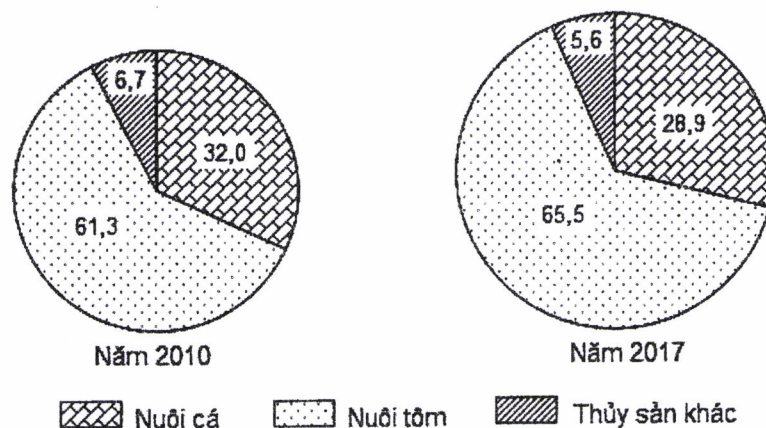 6,7
32,0
61,3
Năm 2010
5,6
28,9
65,5
Năm 2017
Nuôi cá
Nuôi tôm
Thủy sản khác